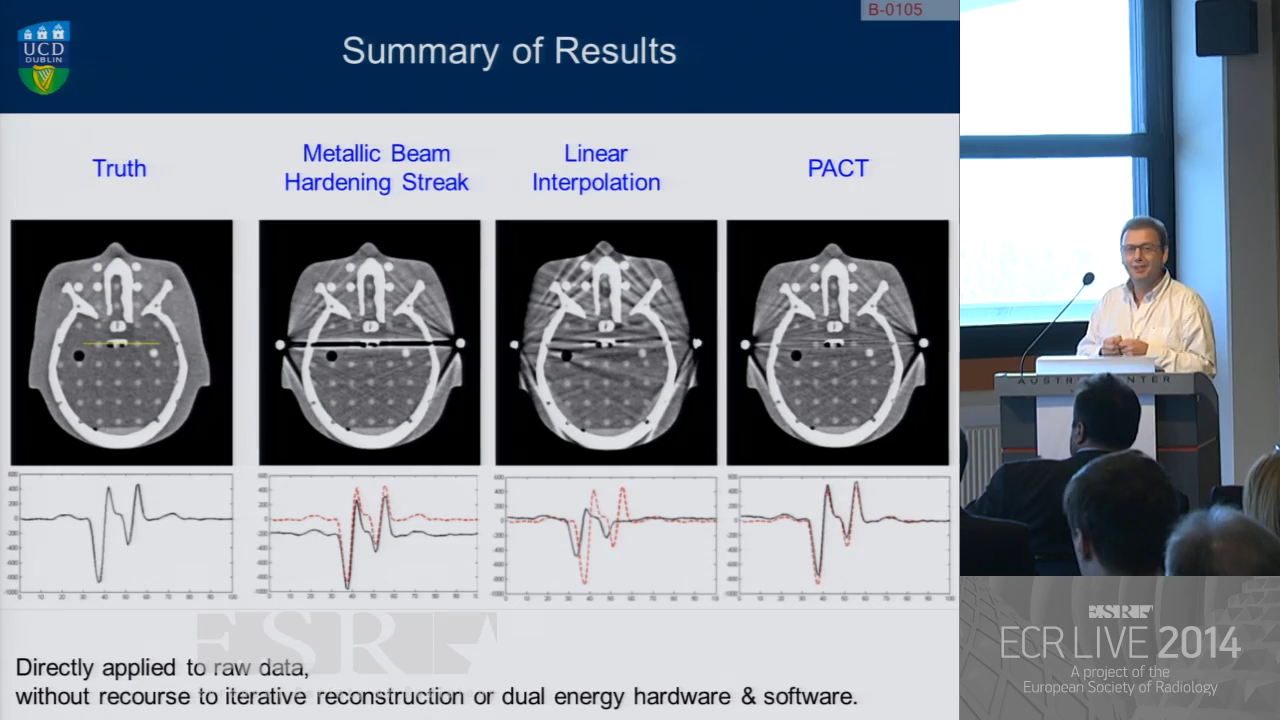 B-0105
UCD
DUBLIN
Summary of Results
Truth
Metallic Beam
Hardening Streak
Linear
Interpolation
PACT
Directly applied to raw data,
without recourse to iterative reconstruction or dual energy hardware & software.
ESR
ECR LIVE 2014
A project of the
European Society of Radiology